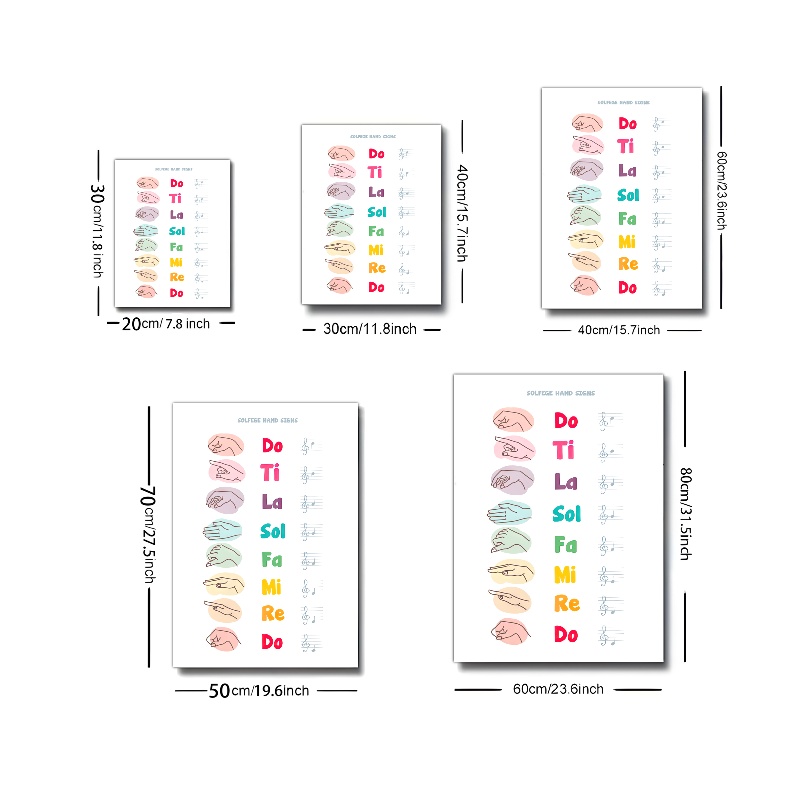 SOLFEGE HAND SIGNS
Do
Ti
La
Sol
Fa
Mi
Re
Do
30cm/11.8 inch
20cm/ 7.8 inch
SOLFEGE HAND SIGNS
Do
Ti
La
Sol
Fa
Mi
Re
Do
40cm/15.7inch
30cm/11.8inch
SOLFEGE HAND SIGNS
Do
Ti
La
Sol
Fa
Mi
Re
Do
60cm/23.6inch
40cm/15.7inch
SOLFEGE HAND SIGNS
Do
Ti
La
Sol
Fa
Mi
Re
Do
70cm/27.5inch
50cm/19.6inch
SOLFEGE HAND SIGNS
Do
Ti
La
Sol
Fa
Mi
Re
Do
80cm/31.5inch
60cm/23.6inch